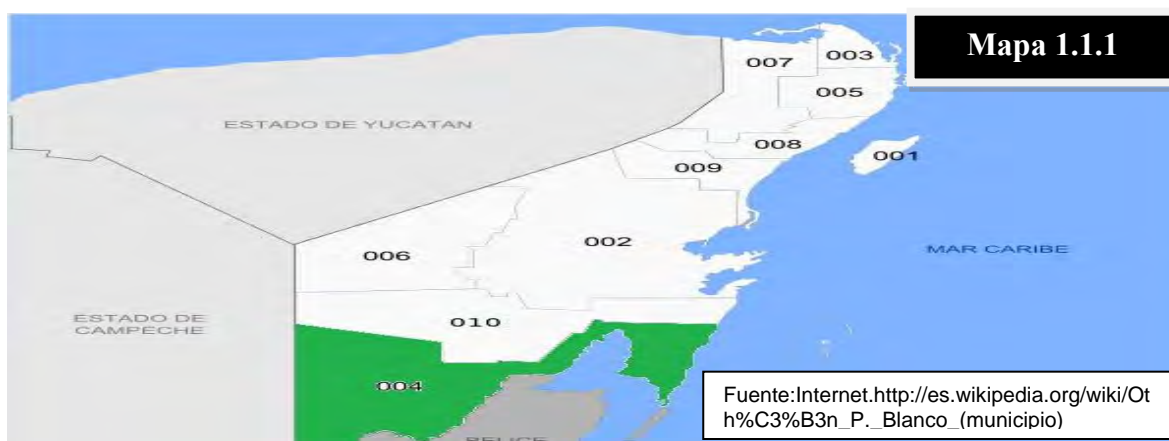 Mapa 1.1.1
003
007
005
ESTADO DE YUCATAN
008
001
009
002
MAR CARIBE
006
ESTADO DE
CAMPECHE
010
004
Fuente:Internet.http://es.wikipedia.org/wiki/Ot
h%C3%B3n_P._Blanco_(municipio)
BELICE